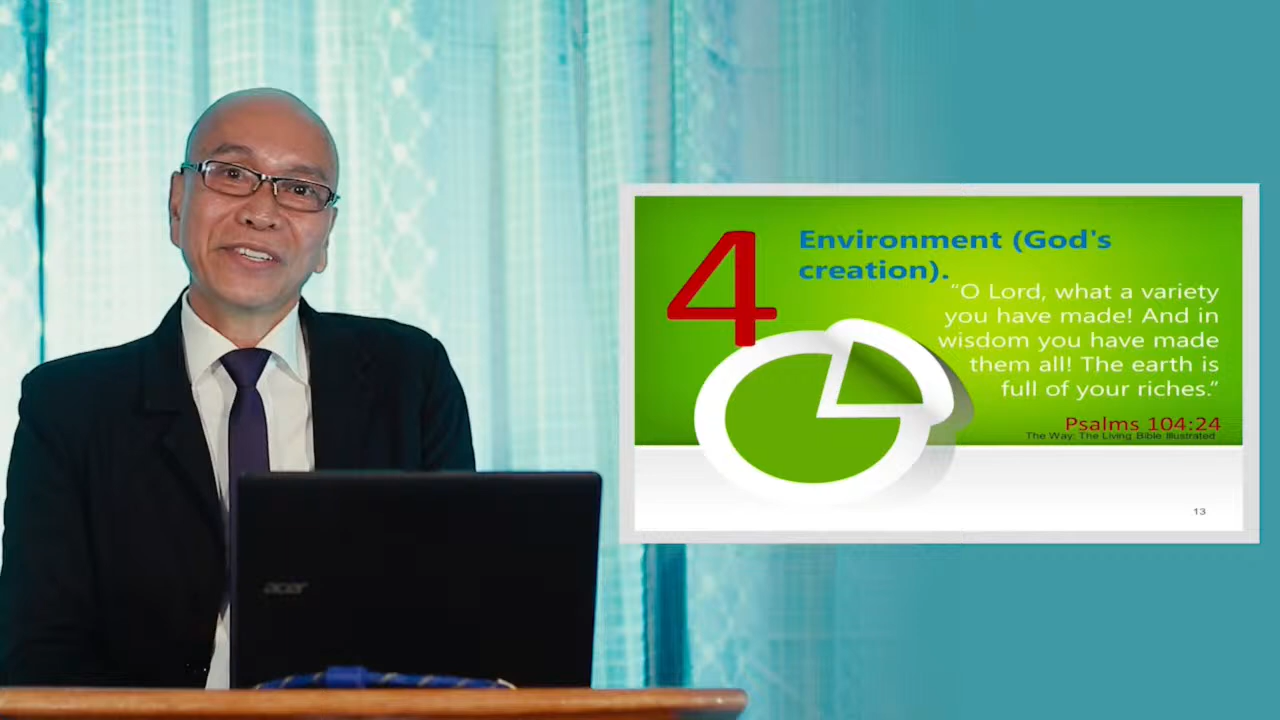 acer
4
Environment (God's
creation).
“O Lord, what a variety
you have made! And in
wisdom you have made
them all! The earth is
full of your riches.”
Psalms 104:24
The Way: The Living Bible Illustrated
13